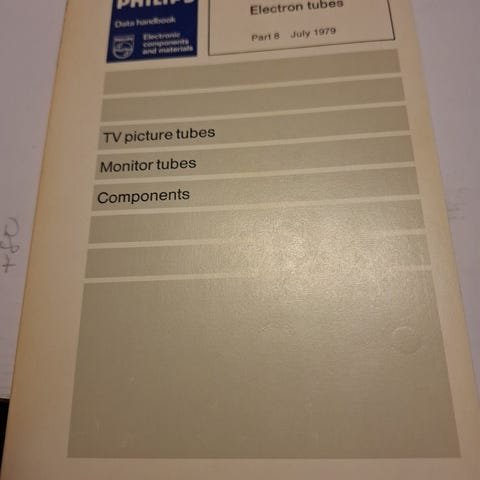 PHILIPS
Data handbook
PHILIPS
Electronic
components
and materials
Electron tubes
Part 8 July 1979
TV picture tubes
Monitor tubes
Components